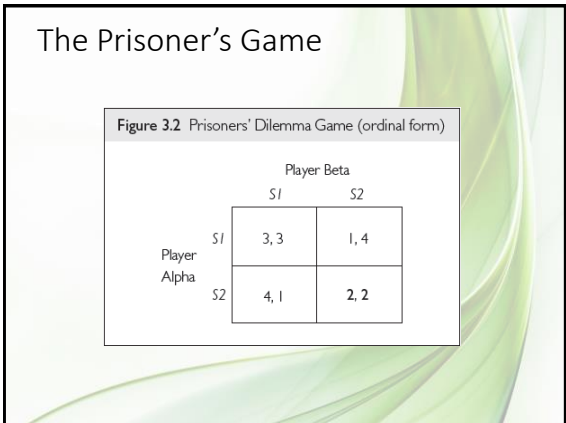 The Prisoner's Game
Figure 3.2 Prisoners' Dilemma Game (ordinal form)
Player Beta
S1 S2
Player Alpha
S1 3, 3 1, 4
S2 4, 1 2, 2